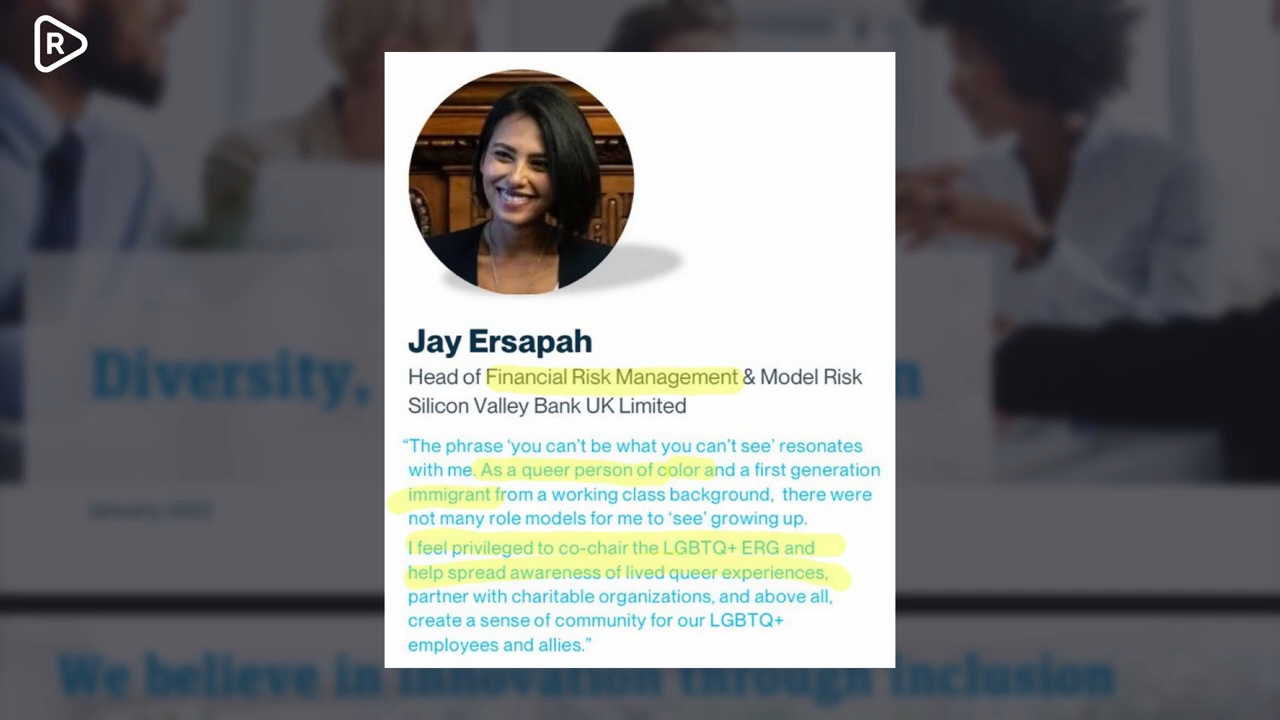 R
Jay Ersapah
Head of Financial Risk Management & Model Risk
Silicon Valley Bank UK Limited
“The phrase ‘you can’t be what you can’t see’ resonates
with me. As a queer person of color and a first generation
immigrant from a working class background, there were
not many role models for me to ‘see’ growing up.
I feel privileged to co-chair the LGBTQ+ ERG and
help spread awareness of lived queer experiences,
partner with charitable organizations, and above all,
create a sense of community for our LGBTQ+
employees and allies.”
Diversity,
We believe in innovation through inclusion